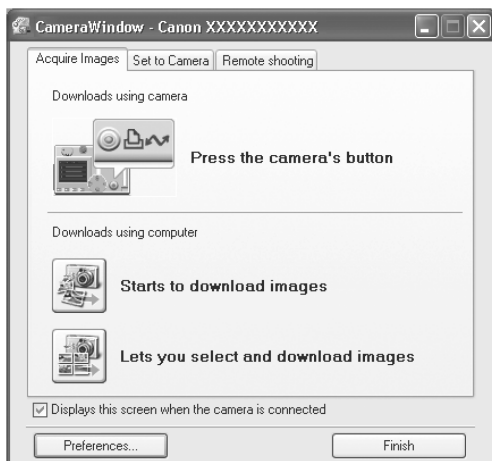 CameraWindow - Canon XXXXXXXXXXX
Acquire Images Set to Camera Remote shooting
Downloads using camera
Press the camera's button
Downloads using computer
Starts to download images
Lets you select and download images
Displays this screen when the camera is connected
Preferences... Finish